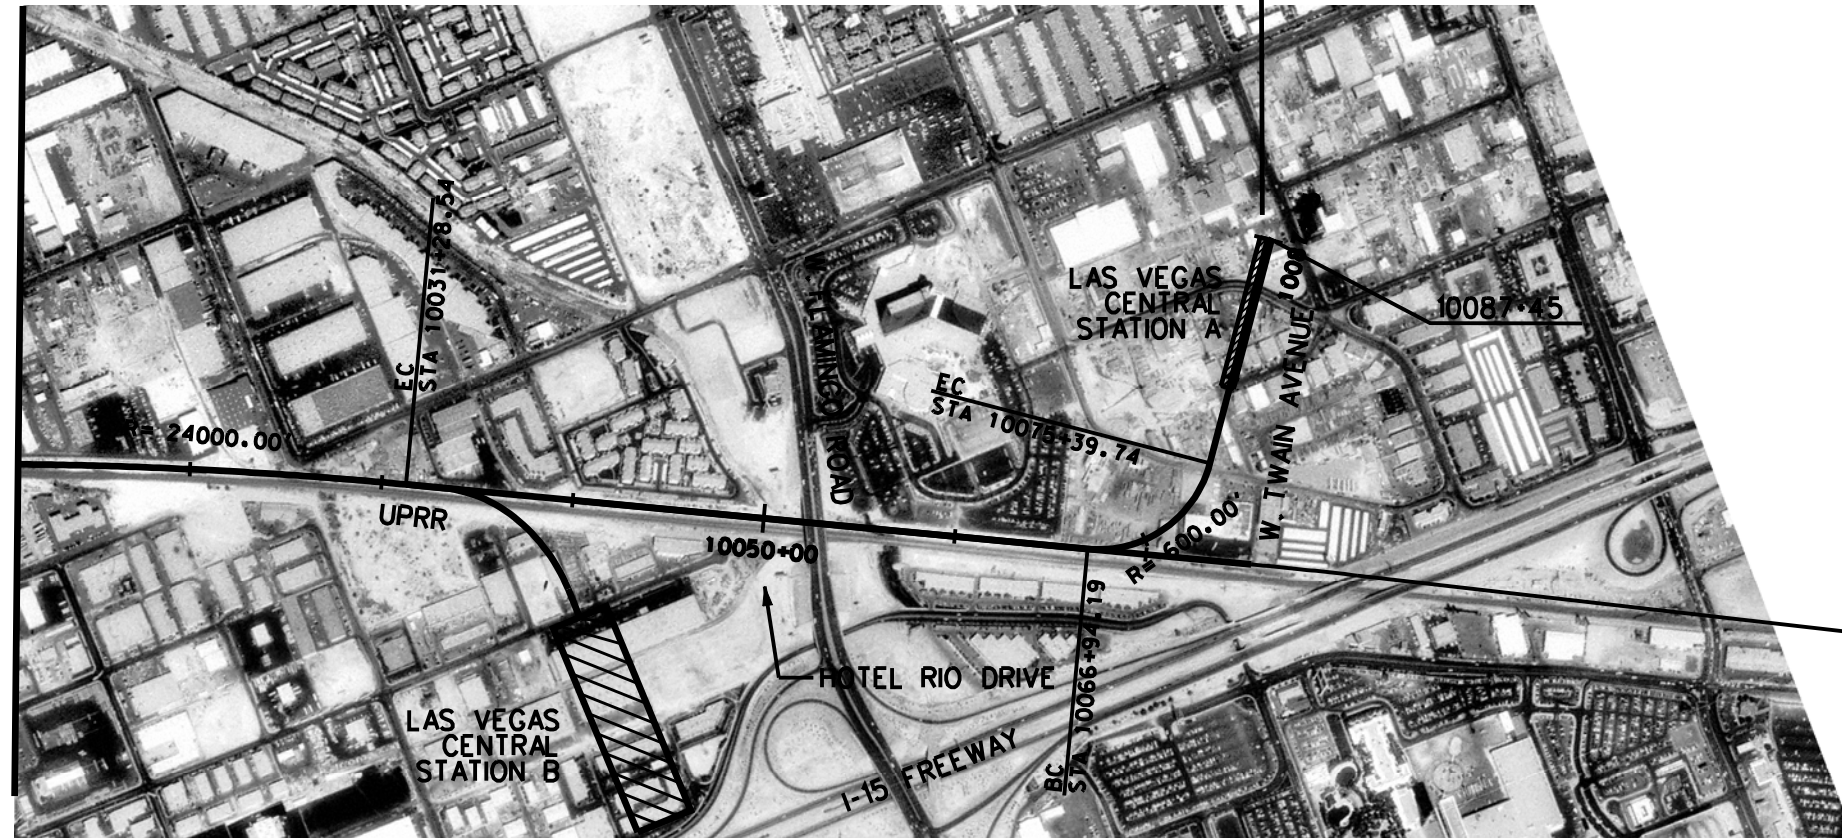 EC
STA 10031+28.54
R= 24000.00'
UPRR
10050+00
W. FLAMINGO ROAD
EC
STA 10075+39.74
LAS VEGAS
CENTRAL
STATION A
W. TWAIN AVENUE
10087+45
R= 600.00'
BC
STA 10066+94.19
HOTEL RIO DRIVE
I-15 FREEWAY
LAS VEGAS
CENTRAL
STATION B